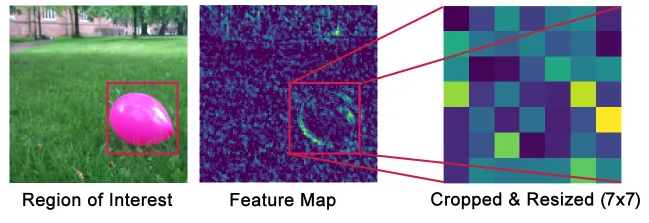 Region of Interest
Feature Map
Cropped & Resized (7x7)